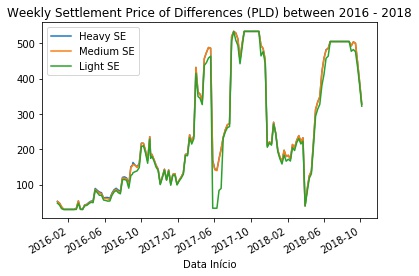 Weekly Settlement Price of Differences (PLD) between 2016 - 2018
Heavy SE
Medium SE
Light SE
500
400
300
200
100
2016-02
2016-06
2016-10
2017-02
2017-06
2017-10
2018-02
2018-06
2018-10
Data Início